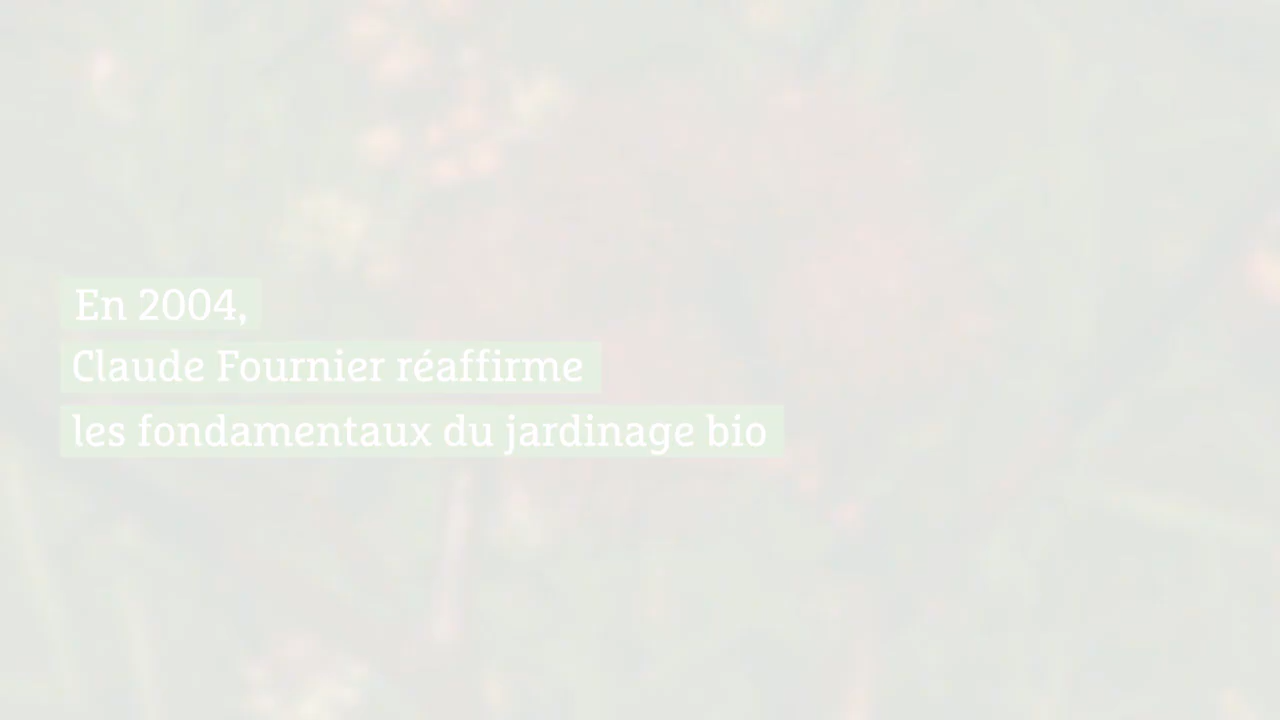 En 2004,
Claude Fournier réaffirme
les fondamentaux du jardinage bio